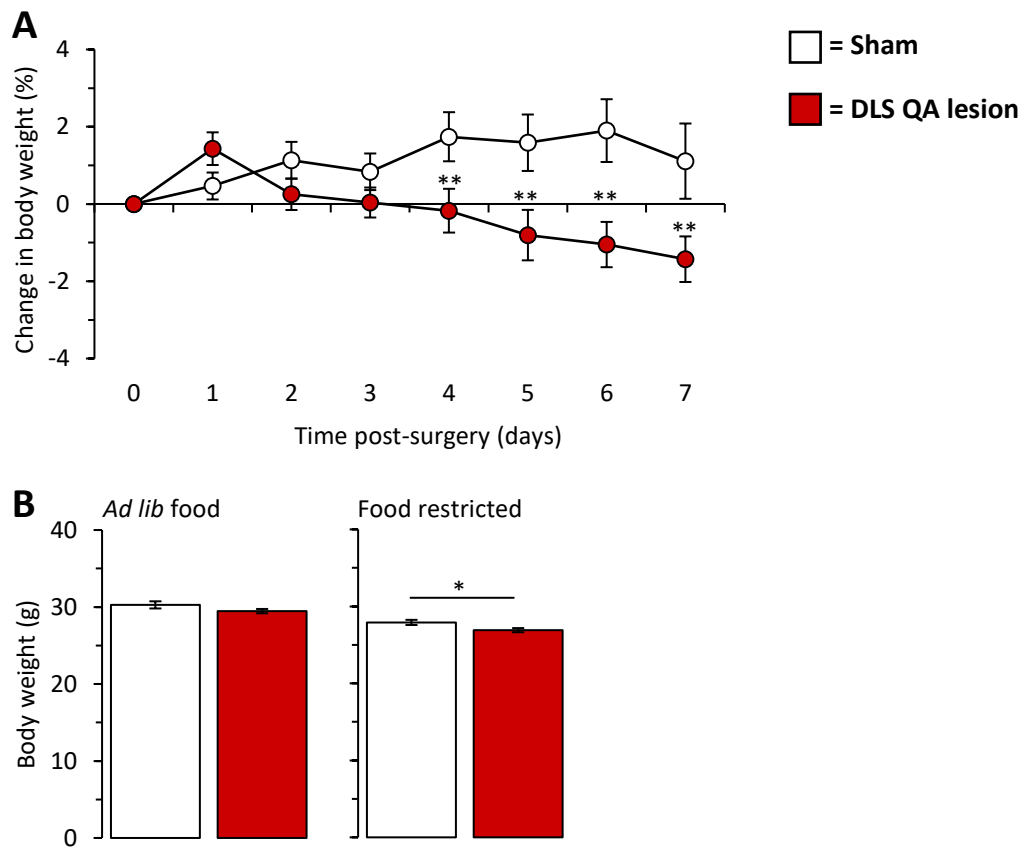 A
= Sham
= DLS QA lesion
Change in body weight (%)
4
2
0
-2
-4
**
**
**
**
0 1 2 3 4 5 6 7
Time post-surgery (days)
B
Ad lib food
Food restricted
Body weight (g)
40
30
20
10
0
*